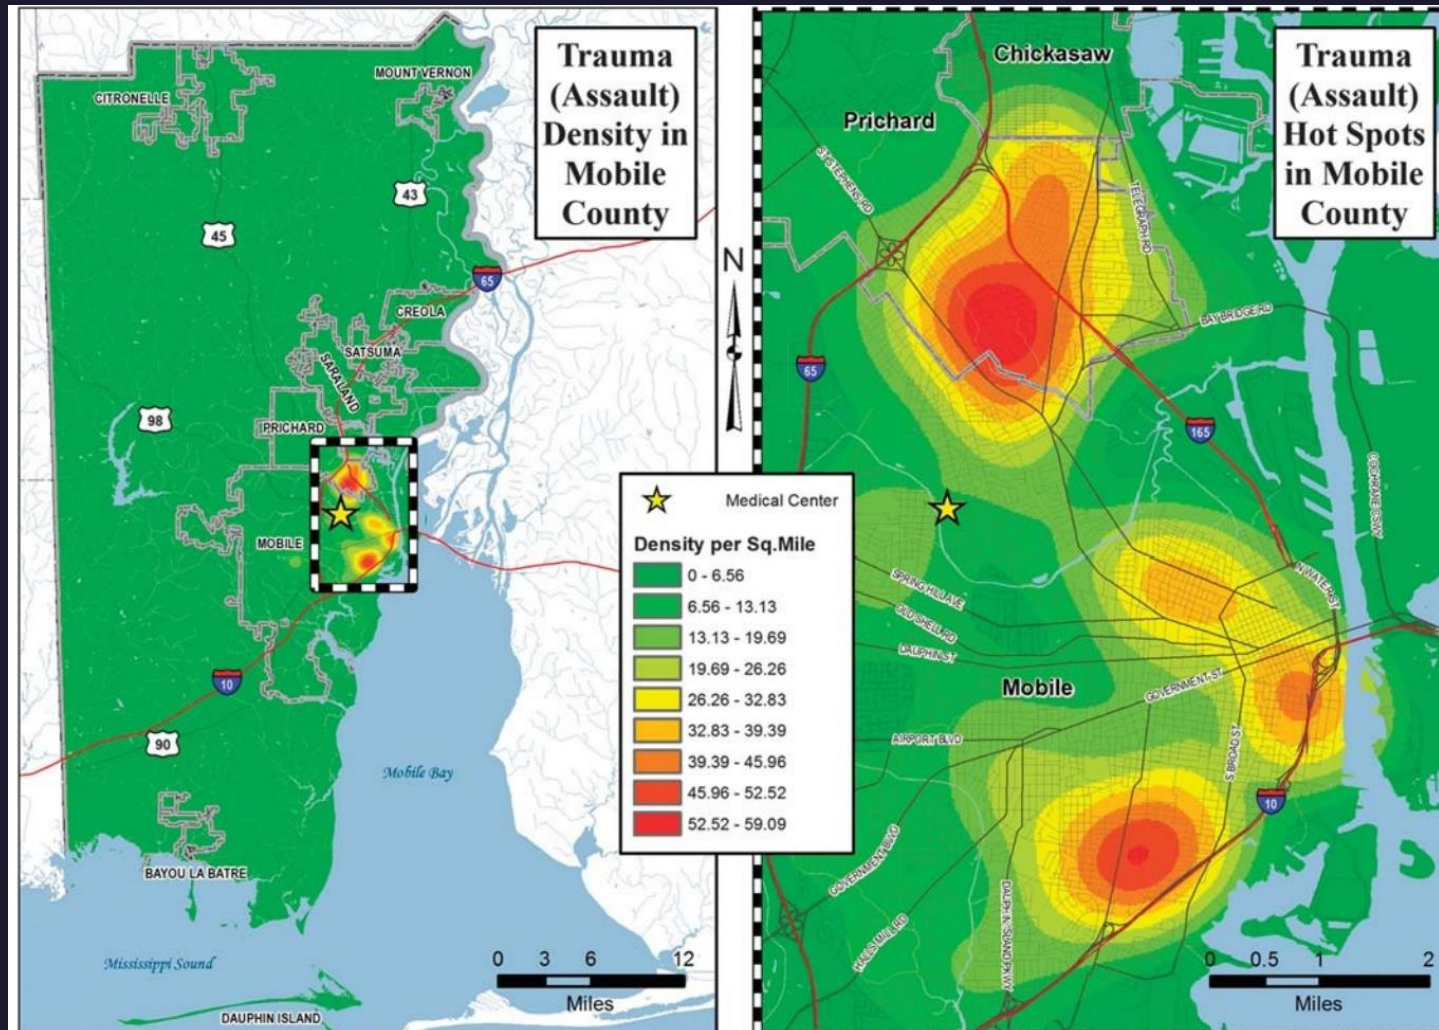 Trauma
(Assault)
Density in
Mobile
County
MOUNT VERNON
CITRONELLE
43
45
65
CREOLA
SATSUMA
SARALAND
98
PRICHARD
MOBILE
10
90
Mobile Bay
BAYOU LA BATRE
Mississippi Sound
DAUPHIN ISLAND
0 3 6 12
Miles
N
Medical Center
Density per Sq.Mile
0 - 6.56
6.56 - 13.13
13.13 - 19.69
19.69 - 26.26
26.26 - 32.83
32.83 - 39.39
39.39 - 45.96
45.96 - 52.52
52.52 - 59.09
Trauma
(Assault)
Hot Spots
in Mobile
County
Chickasaw
Prichard
ST STEPHENS RD
TELEGRAPH RD
BAY BRIDGE RD
65
165
COCHRANE CSWY
SPRING HILL AVE
N WATER ST
OLD SHELL RD
DAUPHIN ST
Mobile
GOVERNMENT ST
AIRPORT BLVD
S BROAD ST
10
GOVERNMENT BLVD
HALLS MILL RD
DAUPHIN ISLAND PKWY
0 0.5 1 2
Miles